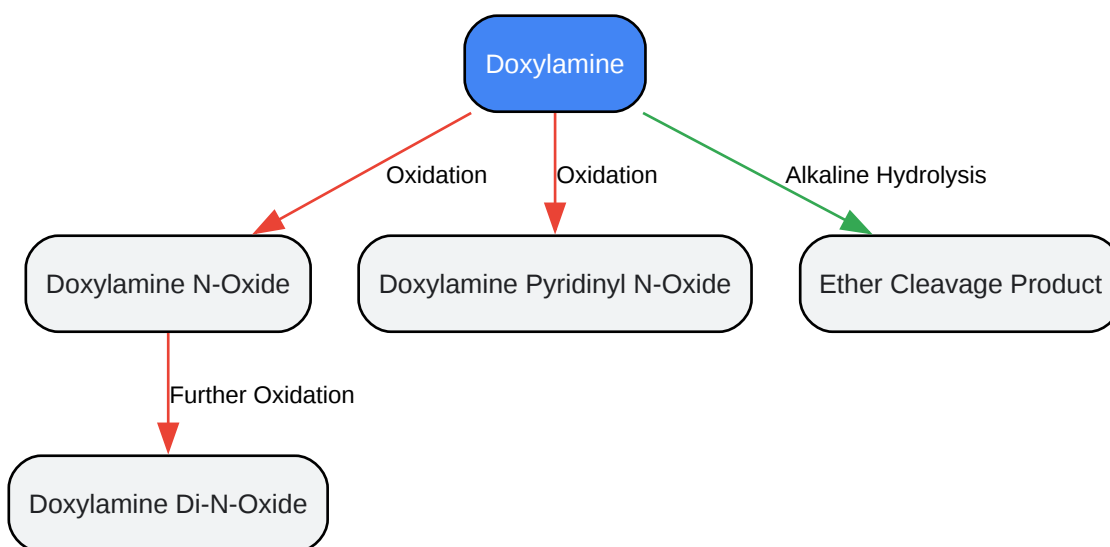 Doxylamine
Oxidation
Oxidation
Alkaline Hydrolysis
Doxylamine N-Oxide
Doxylamine Pyridinyl N-Oxide
Ether Cleavage Product
Further Oxidation
Doxylamine Di-N-Oxide